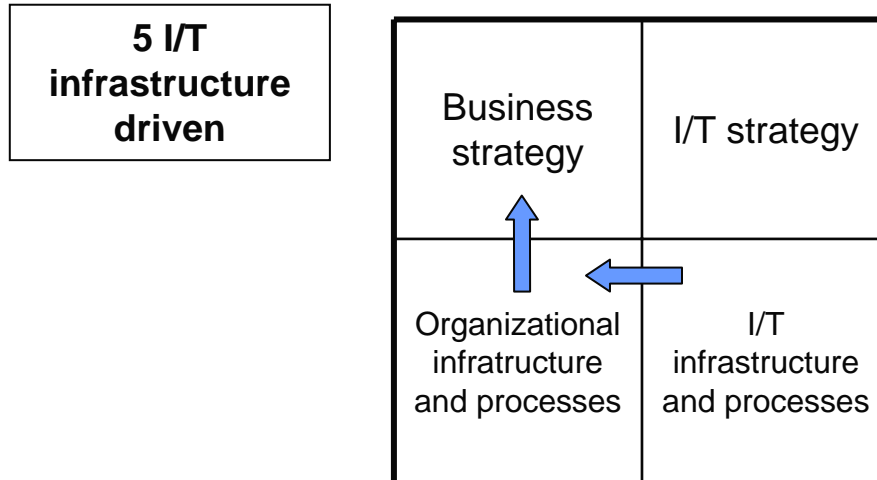 5 I/T
infrastructure
driven
Business
strategy
I/T strategy
Organizational
infratructure
and processes
I/T
infrastructure
and processes